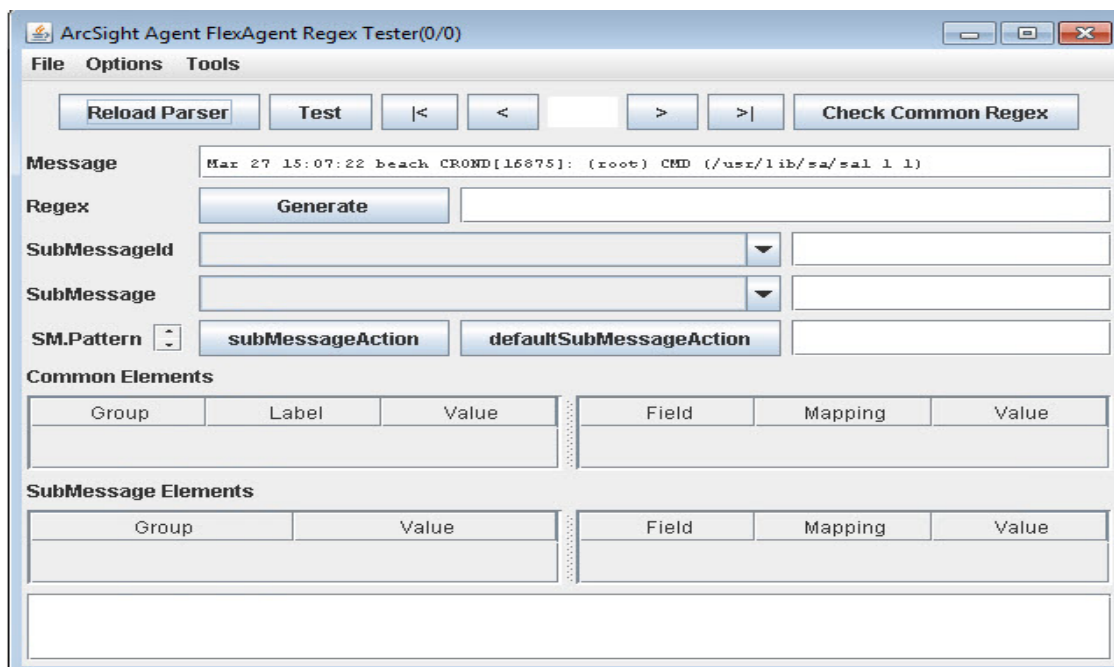 ArcSight Agent FlexAgent Regex Tester(0/0)
File Options Tools
Reload Parser Test |< < > >| Check Common Regex
Message Mar 27 15:07:22 beach CROND[16875]: (root) CMD (/usr/lib/sa/sa1 1 1)
Regex Generate
SubMessageId
SubMessage
SM.Pattern subMessageAction defaultSubMessageAction
Common Elements
Group Label Value Field Mapping Value
SubMessage Elements
Group Value Field Mapping Value